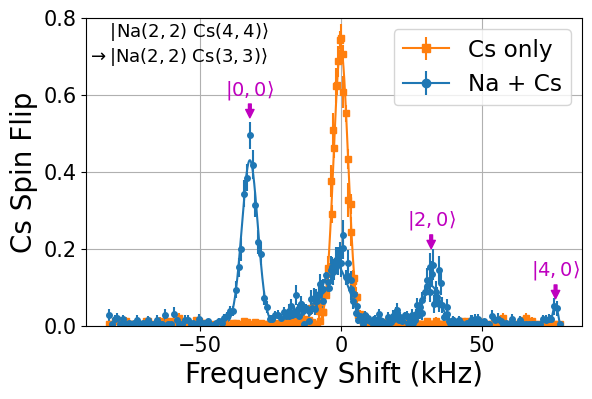 |Na(2, 2) Cs(4, 4)⟩
→|Na(2, 2) Cs(3, 3)⟩
Cs only
Na + Cs
|0, 0⟩
|2, 0⟩
|4, 0⟩
0.8
0.6
0.4
0.2
0.0
Cs Spin Flip
−50
0
50
Frequency Shift (kHz)